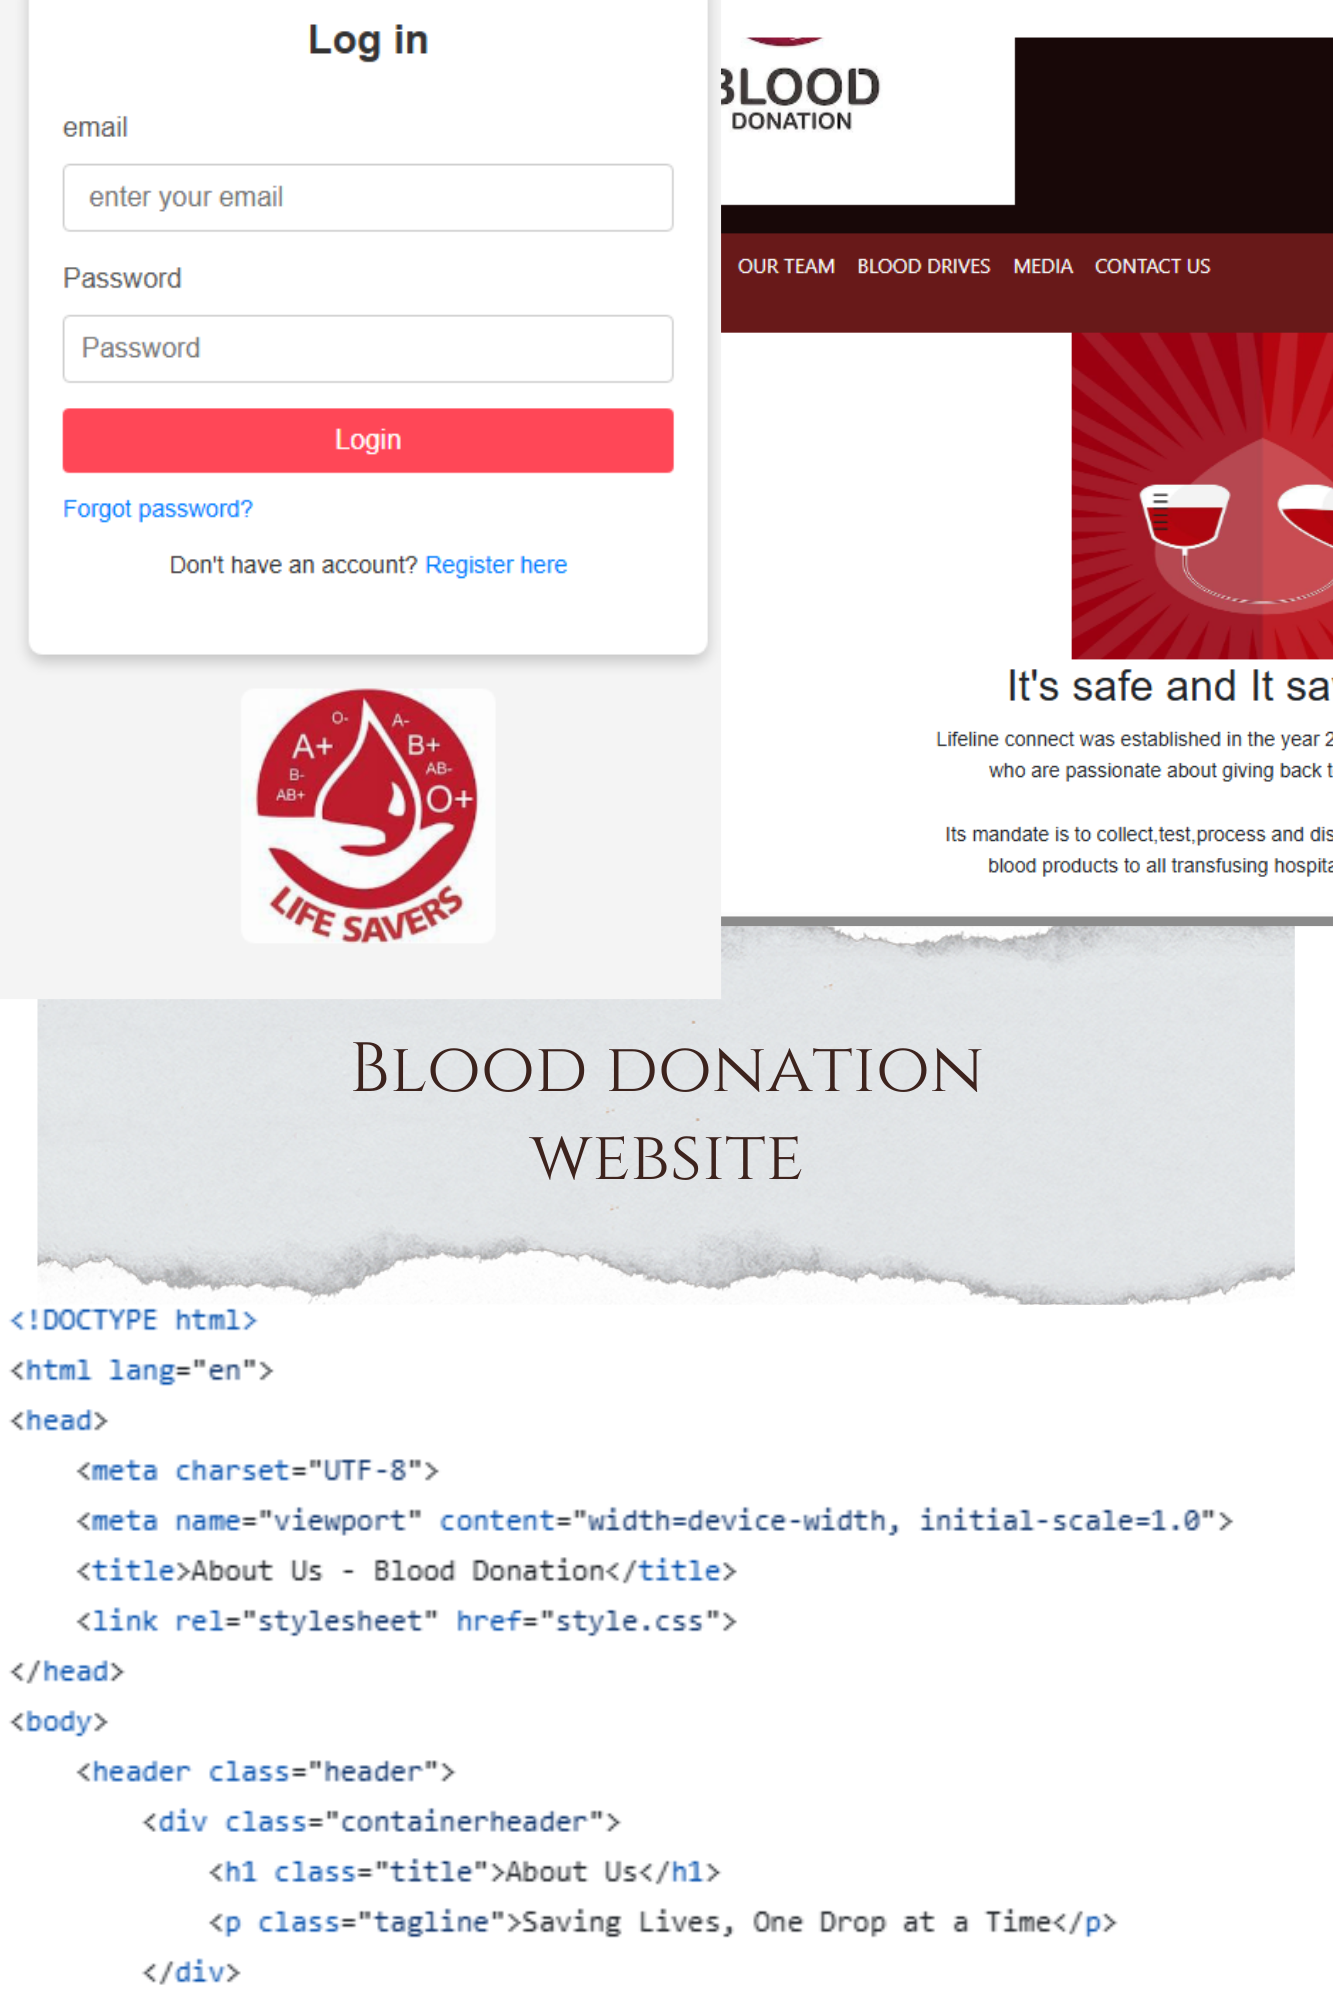 Log in
email
enter your email
Password
Password
Login
Forgot password?
Don't have an account? Register here
O- A-
A+ B+
B- AB-
AB+ O+
LIFE SAVERS
BLOOD
DONATION
OUR TEAM BLOOD DRIVES MEDIA CONTACT US
It's safe and It
Lifeline connect was established in the year
who are passionate about giving back
Its mandate is to collect,test,process and
blood products to all transfusing
BLOOD DONATION
WEBSITE
<!DOCTYPE html>
<html lang="en">
<head>
    <meta charset="UTF-8">
    <meta name="viewport" content="width=device-width, initial-scale=1.0">
    <title>About Us - Blood Donation</title>
    <link rel="stylesheet" href="style.css">
</head>
<body>
    <header class="header">
        <div class="containerheader">
            <h1 class="title">About Us</h1>
            <p class="tagline">Saving Lives, One Drop at a Time</p>
        </div>